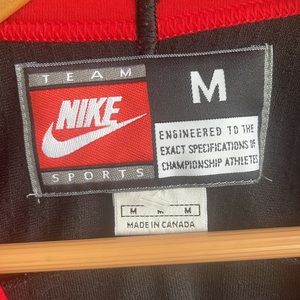 TEAM
NIKE
SPORTS
M
ENGINEERED TO THE
EXACT SPECIFICATIONS OF
CHAMPIONSHIP ATHLETES
M M M
MADE IN CANADA